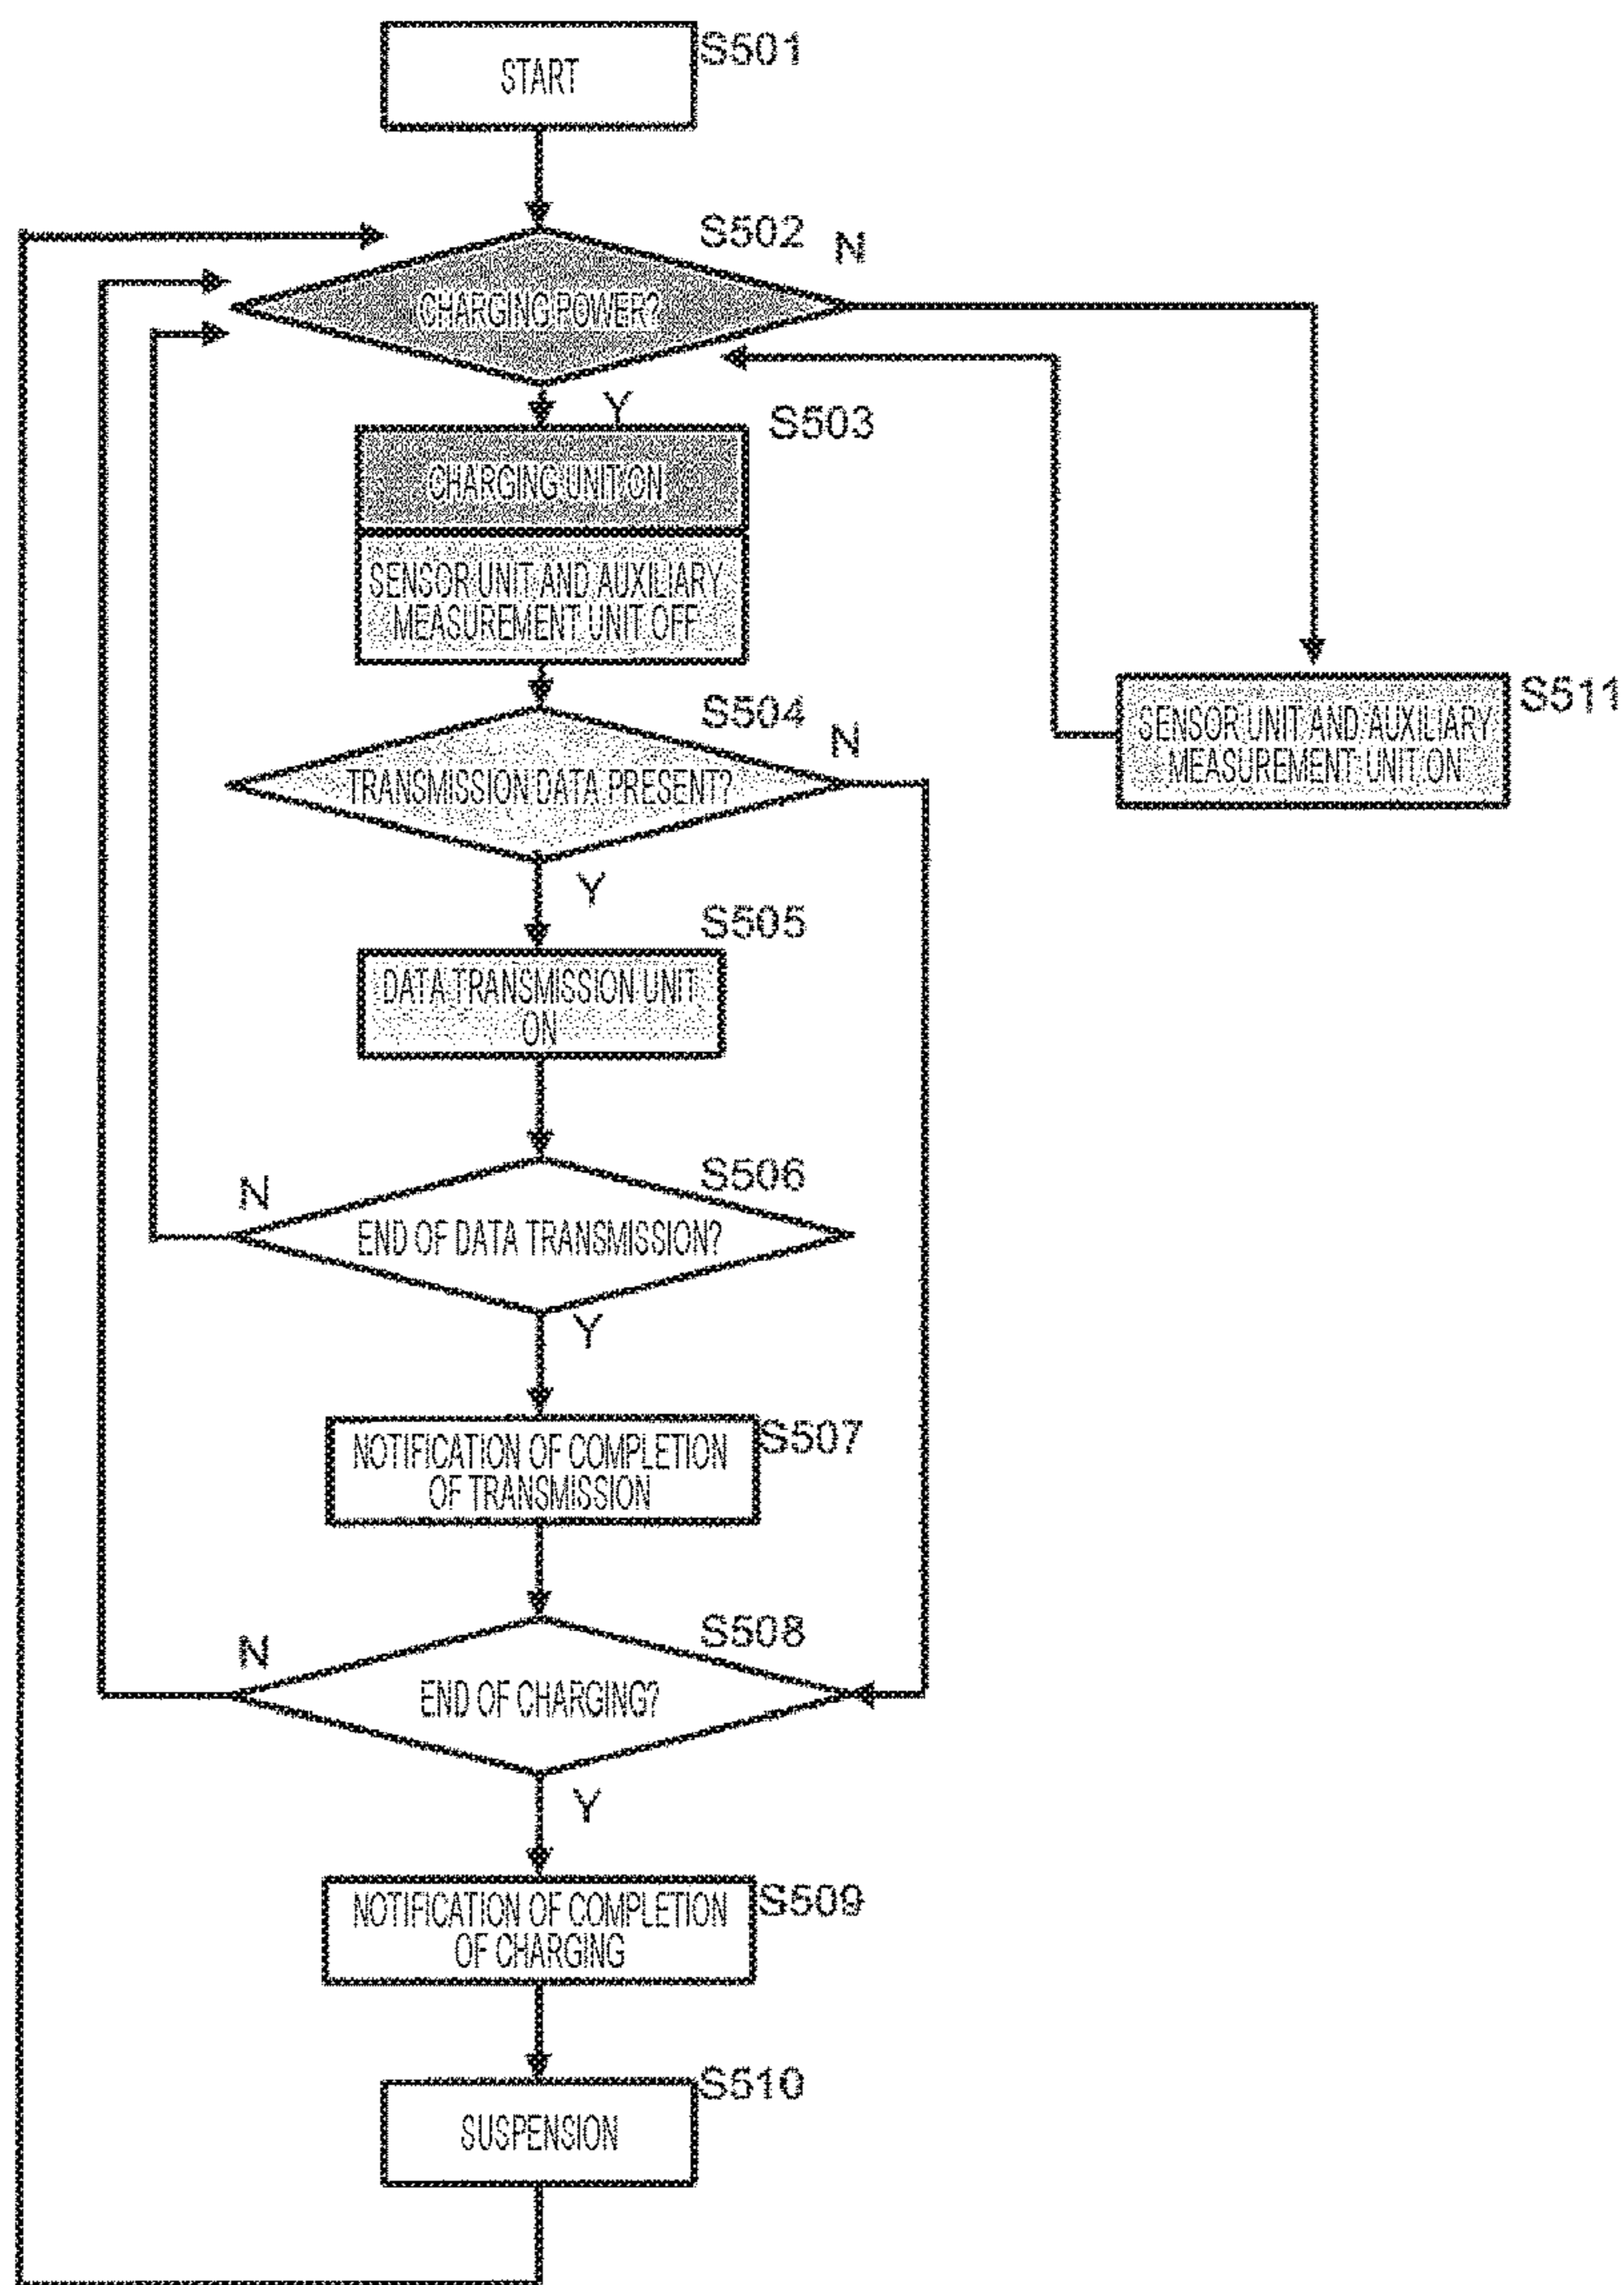 START
S501
S502
N
CHARGING POWER?
Y
S503
CHARGING UNIT ON
SENSOR UNIT AND AUXILIARY
MEASUREMENT UNIT OFF
S511
SENSOR UNIT AND AUXILIARY
MEASUREMENT UNIT ON
S504
N
TRANSMISSION DATA PRESENT?
Y
S505
DATA TRANSMISSION UNIT
ON
S506
N
END OF DATA TRANSMISSION?
Y
S507
NOTIFICATION OF COMPLETION
OF TRANSMISSION
S508
N
END OF CHARGING?
Y
S509
NOTIFICATION OF COMPLETION
OF CHARGING
S510
SUSPENSION